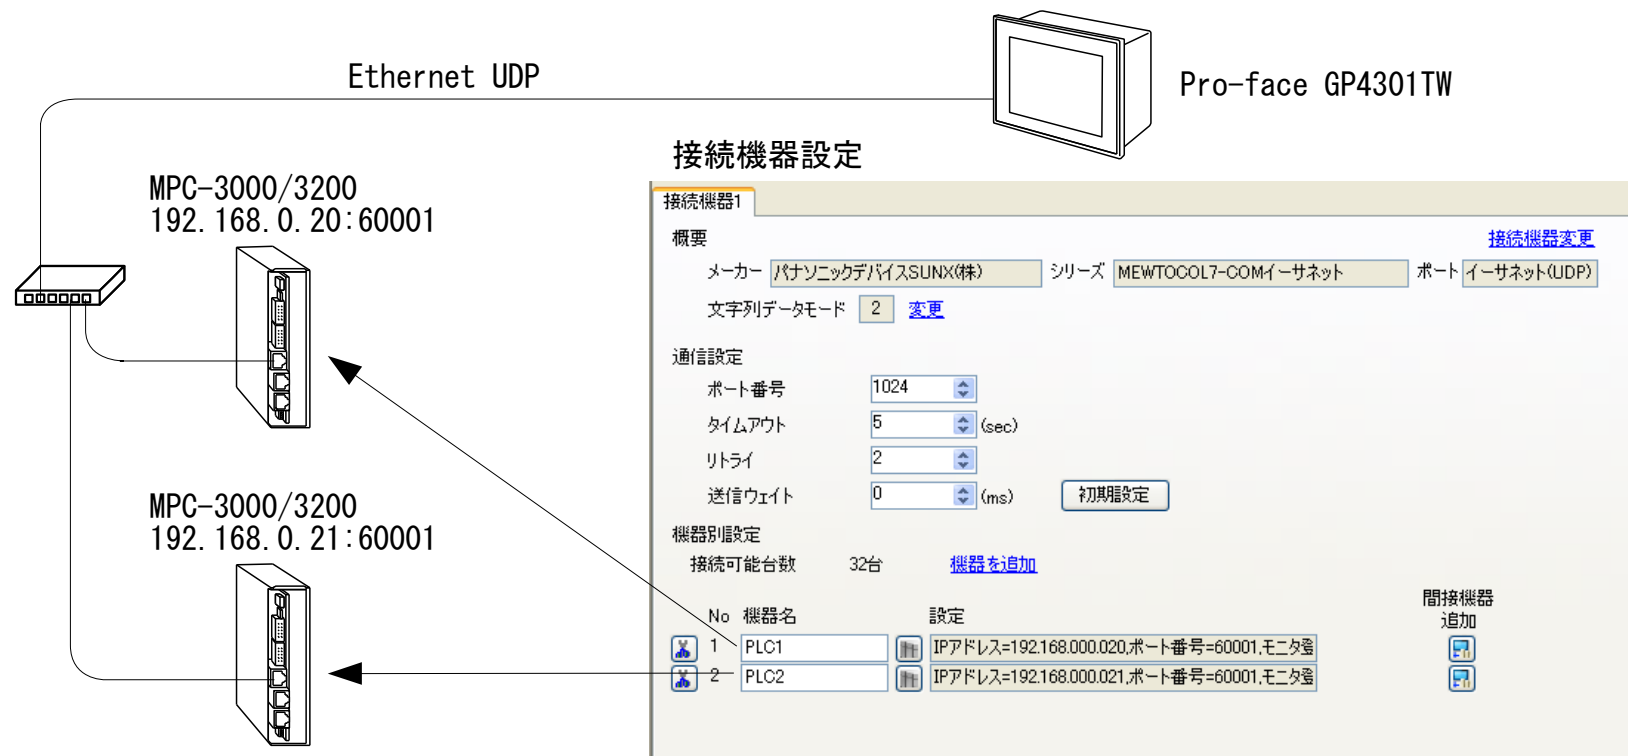 Ethernet UDP
Pro-face GP4301TW
接続機器設定
MPC-3000/3200
192.168.0.20:60001
MPC-3000/3200
192.168.0.21:60001
接続機器1
概要
接続機器変更
メーカー パナソニックデバイスSUNX(株) シリーズ MEWTOCOL7-COMイーサネット ポート イーサネット(UDP)
文字列データモード 2 変更
通信設定
ポート番号 1024
タイムアウト 5 (sec)
リトライ 2
送信ウェイト 0 (ms) 初期設定
機器別設定
接続可能台数 32台 機器を追加
間接機器
No 機器名 設定 追加
1 PLC1 IPアドレス=192.168.000.020,ポート番号=60001,モニタ登
2 PLC2 IPアドレス=192.168.000.021,ポート番号=60001,モニタ登